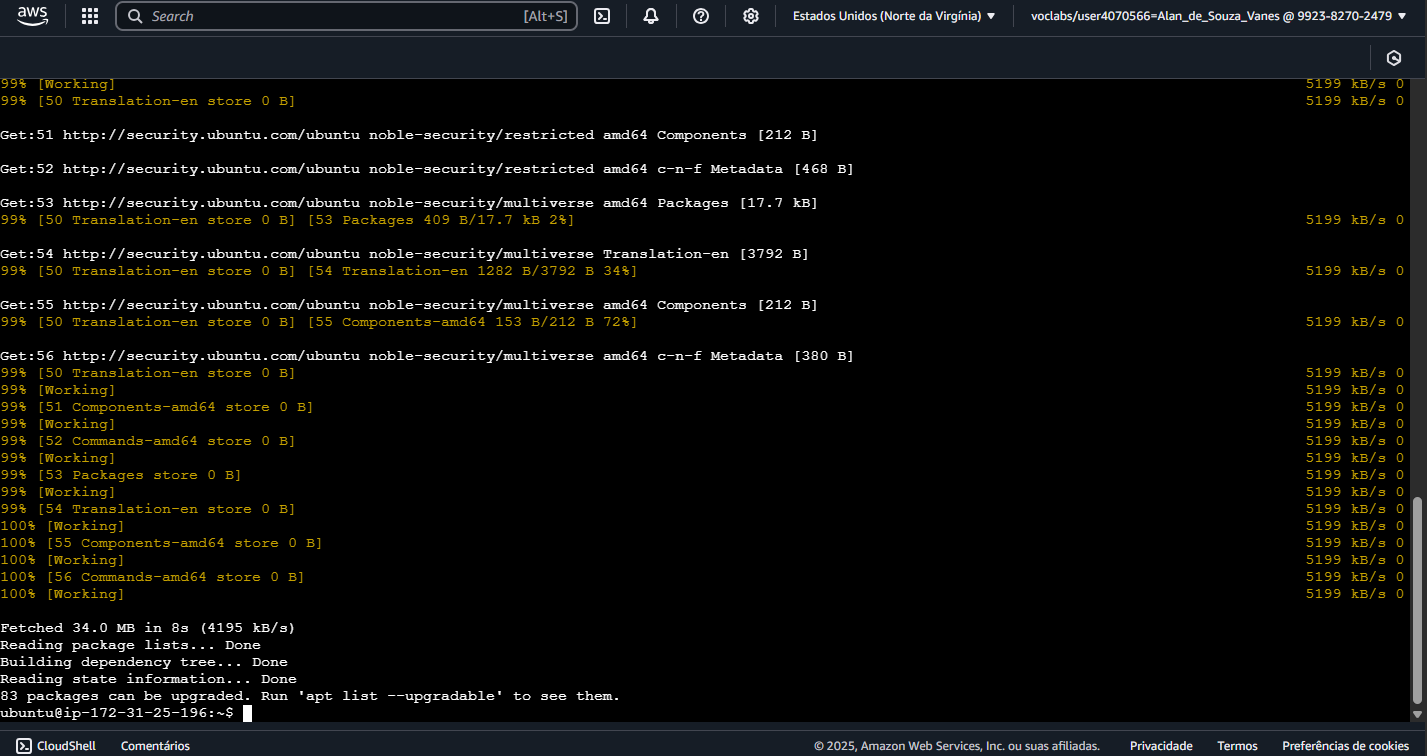 aws
Search [Alt+S] Estados Unidos (Norte da Virgínia) ▼ voclabs/user4070566=Alan_de_Souza_Vanes @ 9923-8270-2479 ▼
99% [Working] 5199 kB/s 0
99% [50 Translation-en store 0 B] 5199 kB/s 0
Get:51 http://security.ubuntu.com/ubuntu noble-security/restricted amd64 Components [212 B]
Get:52 http://security.ubuntu.com/ubuntu noble-security/restricted amd64 c-n-f Metadata [468 B]
Get:53 http://security.ubuntu.com/ubuntu noble-security/multiverse amd64 Packages [17.7 kB]
99% [50 Translation-en store 0 B] [53 Packages 409 B/17.7 kB 2%] 5199 kB/s 0
Get:54 http://security.ubuntu.com/ubuntu noble-security/multiverse Translation-en [3792 B]
99% [50 Translation-en store 0 B] [54 Translation-en 1282 B/3792 B 34%] 5199 kB/s 0
Get:55 http://security.ubuntu.com/ubuntu noble-security/multiverse amd64 Components [212 B]
99% [50 Translation-en store 0 B] [55 Components-amd64 153 B/212 B 72%] 5199 kB/s 0
Get:56 http://security.ubuntu.com/ubuntu noble-security/multiverse amd64 c-n-f Metadata [380 B]
99% [50 Translation-en store 0 B] 5199 kB/s 0
99% [Working] 5199 kB/s 0
99% [51 Components-amd64 store 0 B] 5199 kB/s 0
99% [Working] 5199 kB/s 0
99% [52 Commands-amd64 store 0 B] 5199 kB/s 0
99% [Working] 5199 kB/s 0
99% [53 Packages store 0 B] 5199 kB/s 0
99% [Working] 5199 kB/s 0
99% [54 Translation-en store 0 B] 5199 kB/s 0
100% [Working] 5199 kB/s 0
100% [55 Components-amd64 store 0 B] 5199 kB/s 0
100% [Working] 5199 kB/s 0
100% [56 Commands-amd64 store 0 B] 5199 kB/s 0
100% [Working] 5199 kB/s 0
Fetched 34.0 MB in 8s (4195 kB/s)
Reading package lists... Done
Building dependency tree... Done
Reading state information... Done
83 packages can be upgraded. Run 'apt list --upgradable' to see them.
ubuntu@ip-172-31-25-196:~$
CloudShell Comentários © 2025, Amazon Web Services, Inc. ou suas afiliadas. Privacidade Termos Preferências de cookies